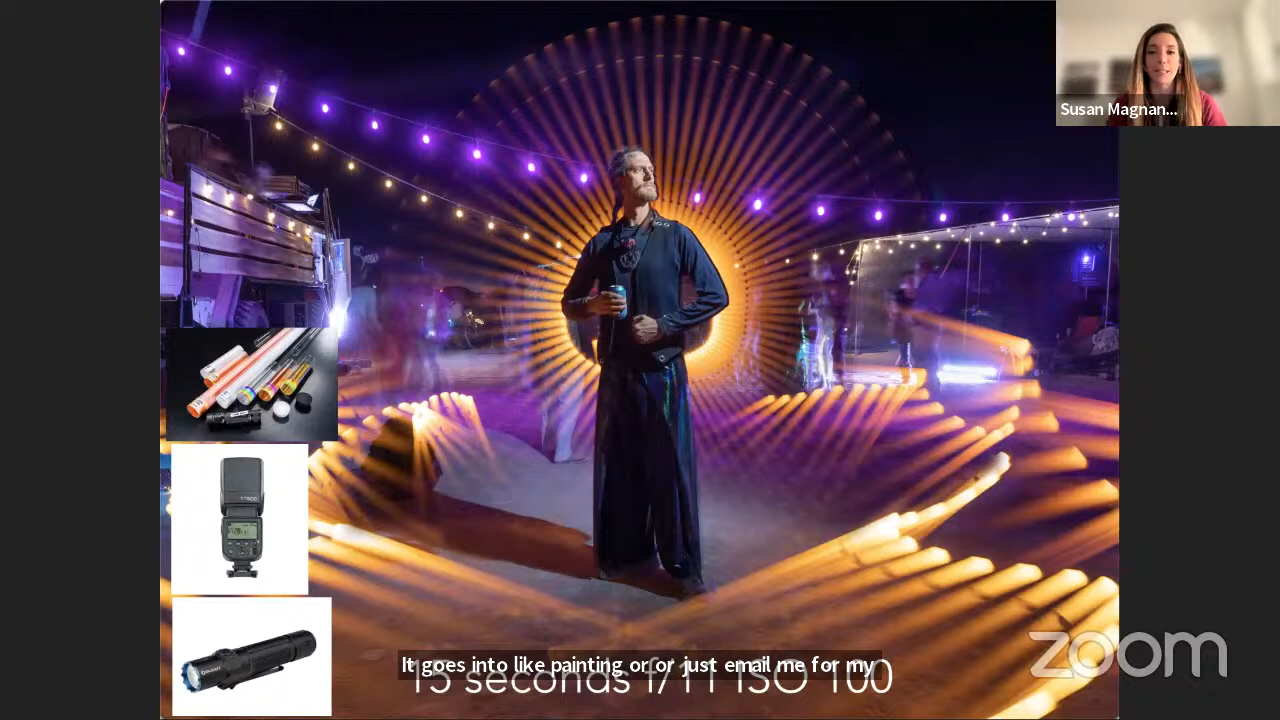 Susan Magnan...
It goes into like painting or or just email me for my
15 seconds f/11 ISO 100
zoom